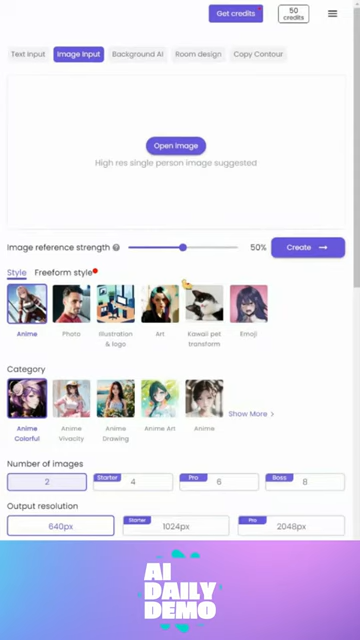 Get credits
50
credits
Text input
Image Input
Background AI
Room design
Copy Contour
Open Image
High res single person image suggested
Image reference strength
50%
Create
Style
Freeform style
Anime
Photo
Illustration
& logo
Art
Kawaii pet
transform
Emoji
Category
Anime
Colorful
Anime
Vivacity
Anime
Drawing
Anime Art
Anime
Show More
Number of images
2
Starter
4
Pro
6
Boss
8
Output resolution
640px
Starter
1024px
Pro
2048px
AI
DAILY
DEMO